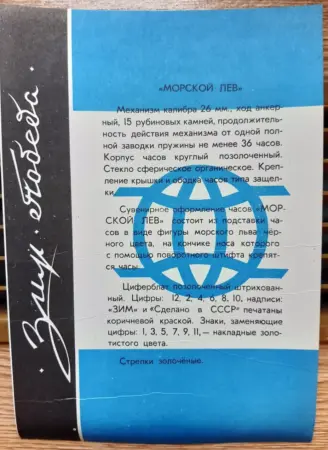 Зим · Победа ·
«МОРСКОЙ ЛЕВ»
Механизм калибра 26 мм., ход анкер-
ный, 15 рубиновых камней, продолжитель-
ность действия механизма от одной пол-
ной заводки пружины не менее 36 часов.
Корпус часов круглый позолоченный.
Стекло сферическое органическое. Креп-
ление крышки и ободка часов типа защел-
ки.
Сувенирное оформление часов «МОР-
СКОЙ ЛЕВ» состоит из подставки ча-
сов в виде фигуры морского льва чёр-
ного цвета, на кончике носа которого
с помощью поворотного штифта крепят-
ся часы.
Циферблат позолоченный штрихован-
ный. Цифры: 12, 2, 4, 6, 8, 10, надписи:
«ЗИМ» и «Сделано в СССР» печатаны
коричневой краской. Знаки, заменяющие
цифры: 1, 3, 5, 7, 9, 11,— накладные золо-
тистого цвета.
Стрелки золочёные.